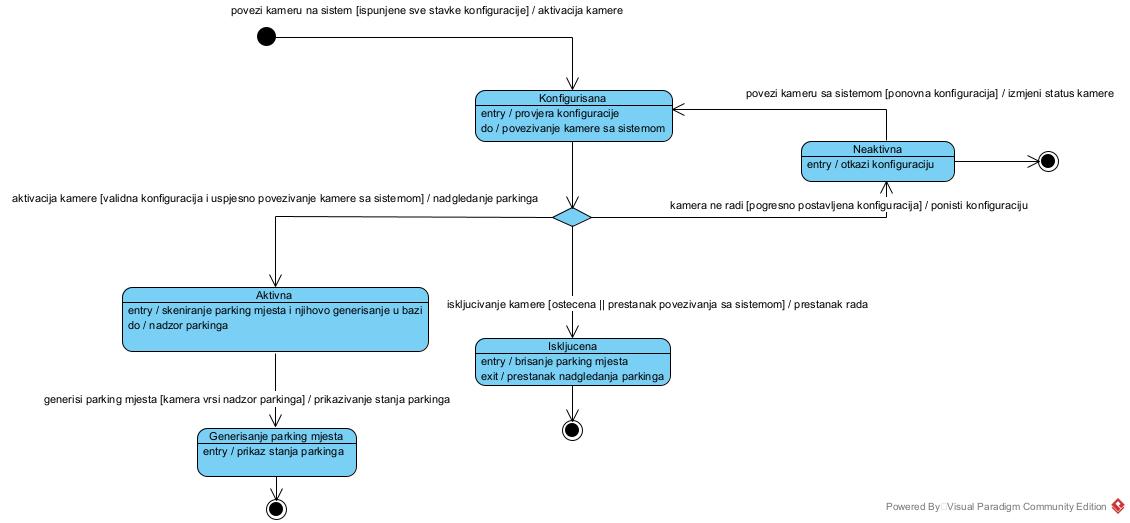 povezi kameru na sistem [ispunjene sve stavke konfiguracije] / aktivacija kamere
Konfigurisana
entry / provjera konfiguracije
do / povezivanje kamere sa sistemom
povezi kameru sa sistemom [ponovna konfiguracija] / izmjeni status kamere
Neaktivna
entry / otkazi konfiguraciju
aktivacija kamere [validna konfiguracija i uspjesno povezivanje kamere sa sistemom] / nadgledanje parkinga
kamera ne radi [pogresno postavljena konfiguracija] / ponisti konfiguraciju
Aktivna
entry / skeniranje parking mjesta i njihovo generisanje u bazi
do / nadzor parkinga
iskljucivanje kamere [ostecena || prestanak povezivanja sa sistemom] / prestanak rada
Iskljucena
entry / brisanje parking mjesta
exit / prestanak nadgledanja parkinga
generisi parking mjesta [kamera vrsi nadzor parkinga] / prikazivanje stanja parkinga
Generisanje parking mjesta
entry / prikaz stanja parkinga
Powered By Visual Paradigm Community Edition